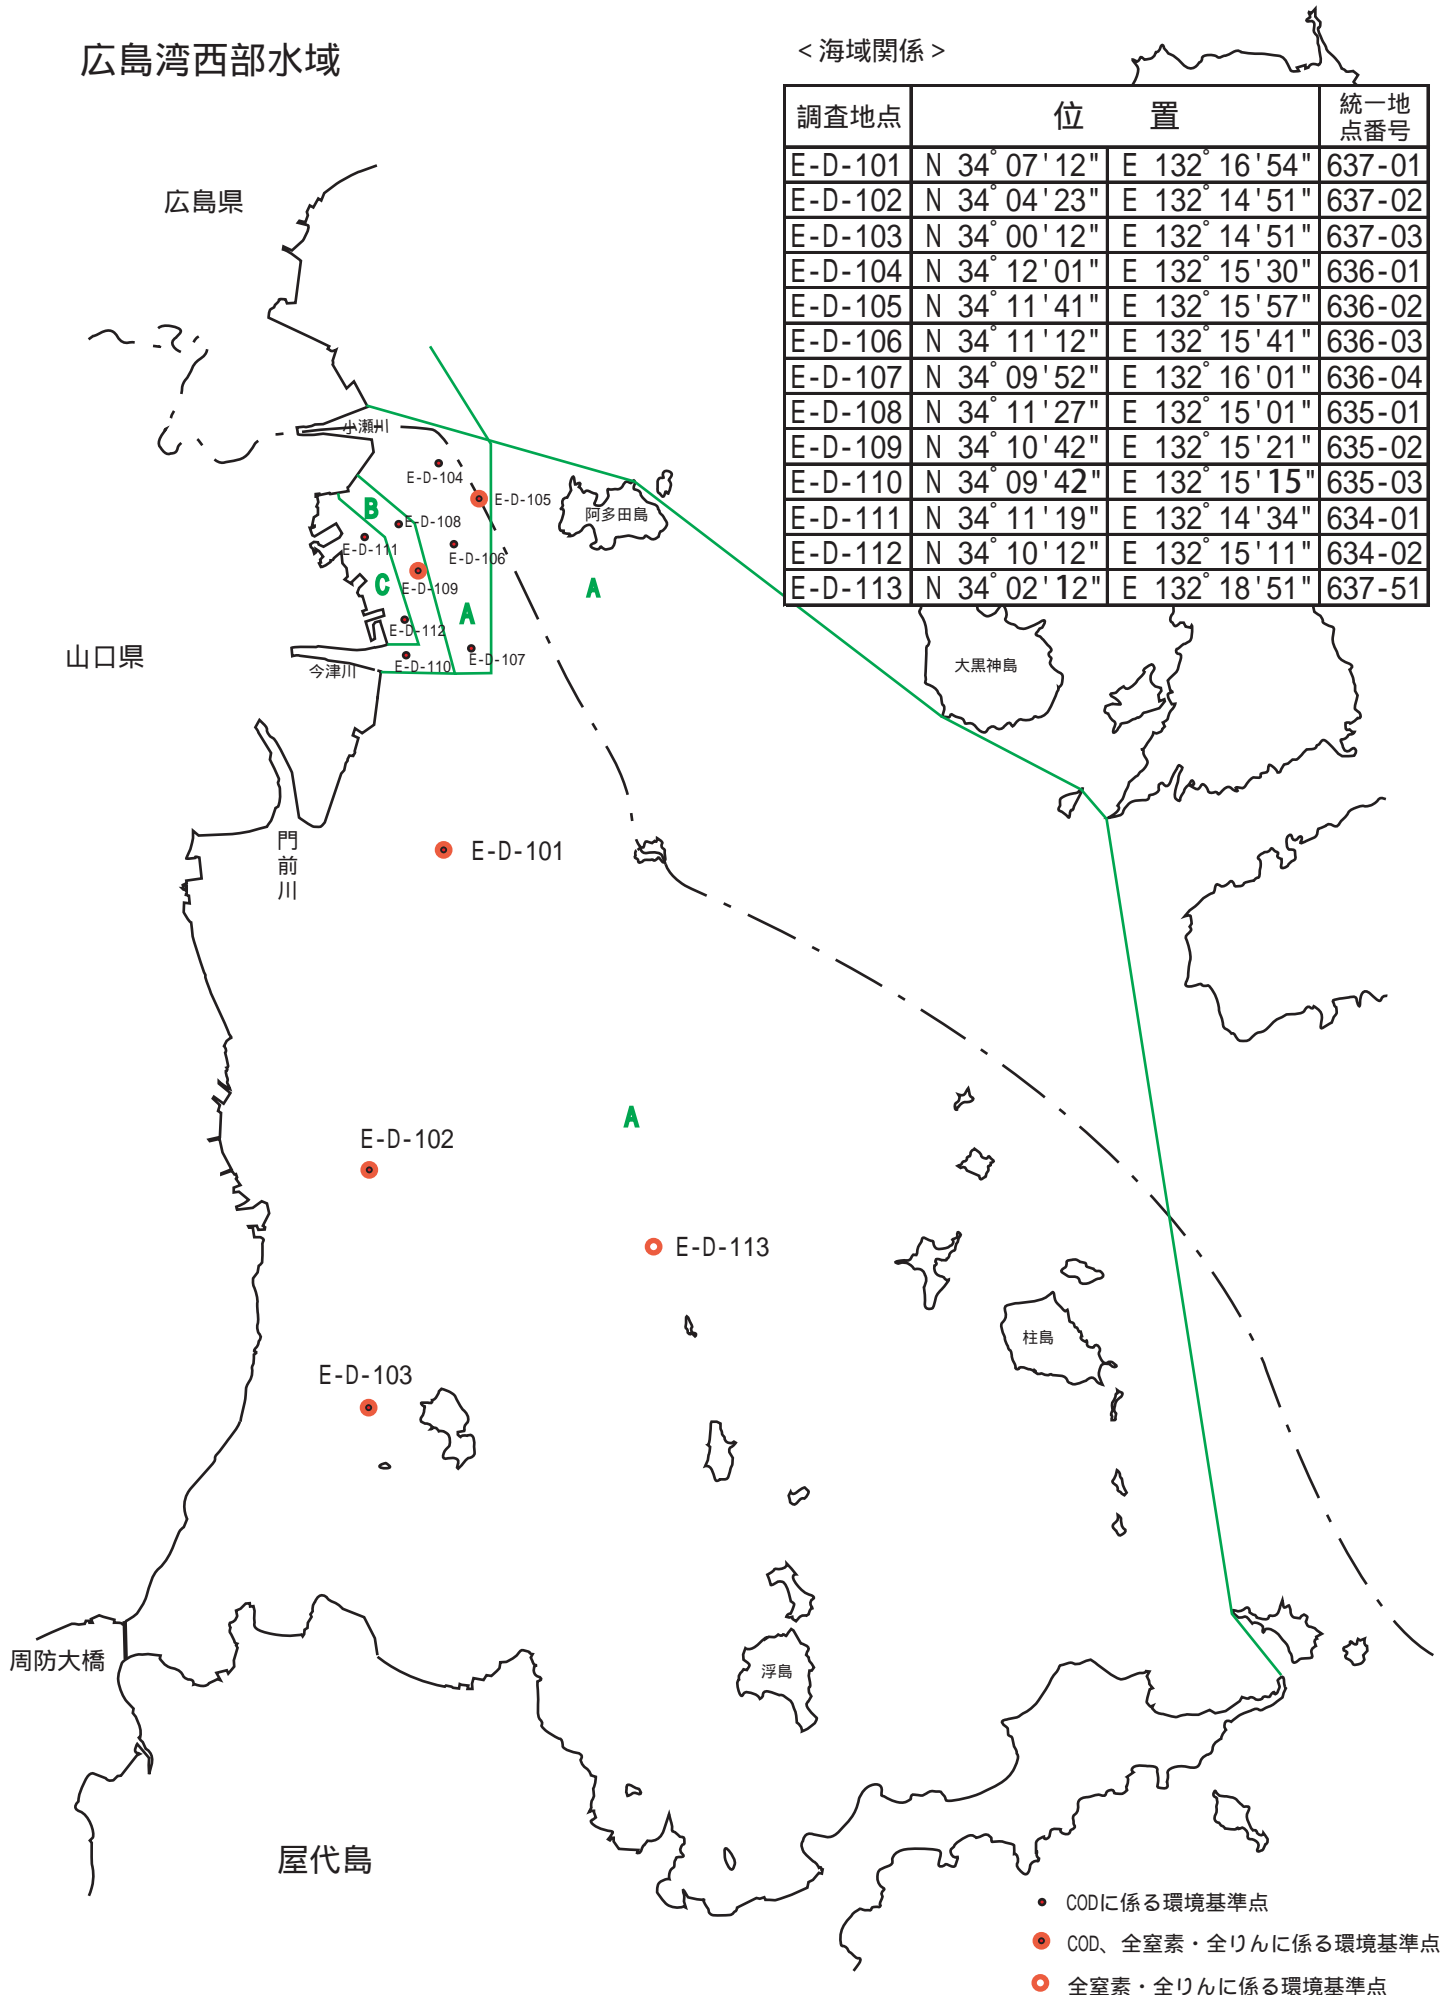 広島湾西部水域
＜海域関係＞
調査地点 位 置 統一地点番号
E-D-101 N 34°07'12" E 132°16'54" 637-01
E-D-102 N 34°04'23" E 132°14'51" 637-02
E-D-103 N 34°00'12" E 132°14'51" 637-03
E-D-104 N 34°12'01" E 132°15'30" 636-01
E-D-105 N 34°11'41" E 132°15'57" 636-02
E-D-106 N 34°11'12" E 132°15'41" 636-03
E-D-107 N 34°09'52" E 132°16'01" 636-04
E-D-108 N 34°11'27" E 132°15'01" 635-01
E-D-109 N 34°10'42" E 132°15'21" 635-02
E-D-110 N 34°09'42" E 132°15'15" 635-03
E-D-111 N 34°11'19" E 132°14'34" 634-01
E-D-112 N 34°10'12" E 132°15'11" 634-02
E-D-113 N 34°02'12" E 132°18'51" 637-51
広島県
小瀬川
E-D-104
E-D-105
阿多田島
B
E-D-108
E-D-111
E-D-106
C
E-D-109
A
A
E-D-112
山口県
今津川
E-D-110
E-D-107
大黒神島
門前川
E-D-101
A
E-D-102
E-D-113
柱島
E-D-103
周防大橋
浮島
屋代島
CODに係る環境基準点
COD、全窒素・全りんに係る環境基準点
全窒素・全りんに係る環境基準点